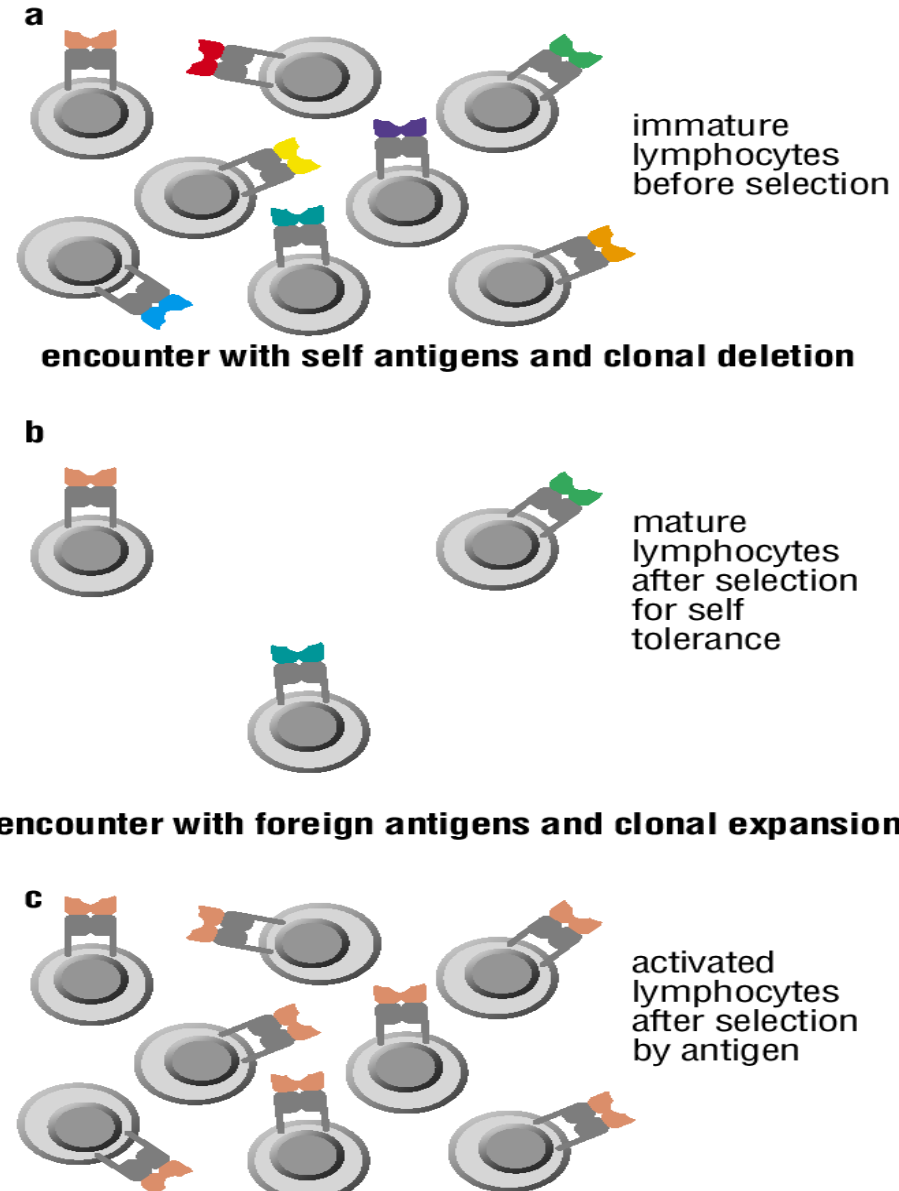 a
immature
lymphocytes
before selection
encounter with self antigens and clonal deletion
b
mature
lymphocytes
after selection
for self
tolerance
encounter with foreign antigens and clonal expansion
c
activated
lymphocytes
after selection
by antigen